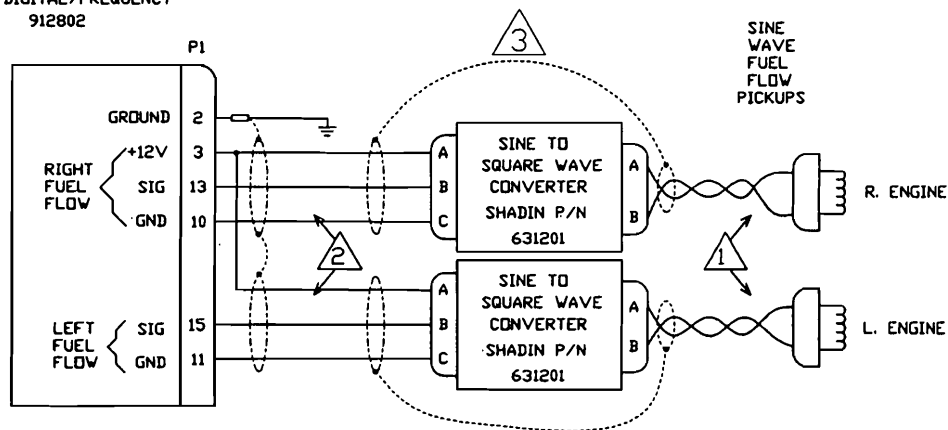 DIGITAL/FREQUENCY
912802
P1
GROUND 2
+12V 3
SIG 13
GND 10
RIGHT
FUEL
FLOW
SIG 15
GND 11
LEFT
FUEL
FLOW
2
3
1
A
B
C
SINE TO
SQUARE WAVE
CONVERTER
SHADIN P/N
631201
A
B
A
B
C
SINE TO
SQUARE WAVE
CONVERTER
SHADIN P/N
631201
A
B
SINE
WAVE
FUEL
FLOW
PICKUPS
R. ENGINE
L. ENGINE